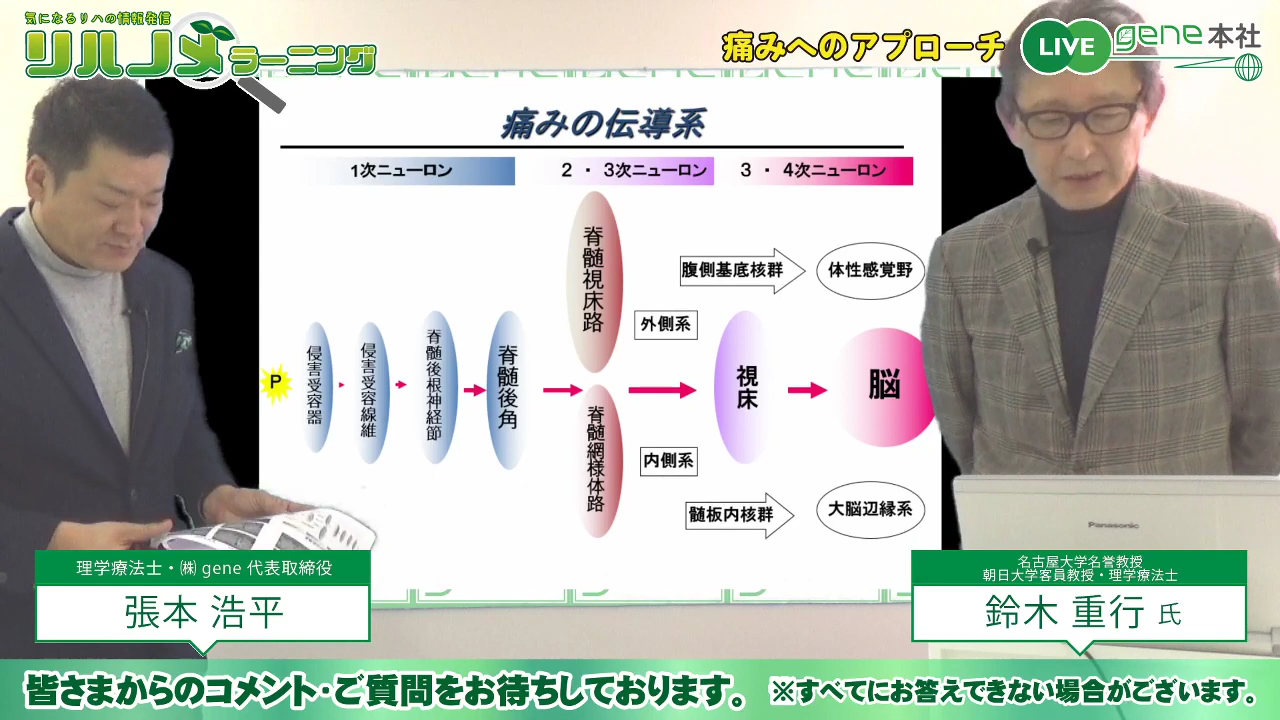 気になるリハの情報発信
リハノメラーニング
痛みへのアプローチ
LIVE
gene本社
痛みの伝導系
1次ニューロン
2 ・ 3次ニューロン
3 ・ 4次ニューロン
P
侵害受容器
侵害受容線維
脊髄後根神経節
脊髄後角
脊髄視床路
脊髄網様体路
腹側基底核群
体性感覚野
外側系
視床
脳
内側系
髄板内核群
大脳辺縁系
Panasonic
理学療法士・㈱ gene 代表取締役
張本 浩平
名古屋大学名誉教授
朝日大学客員教授・理学療法士
鈴木 重行 氏
皆さまからのコメント・ご質問をお待ちしております。
※すべてにお答えできない場合がございます。